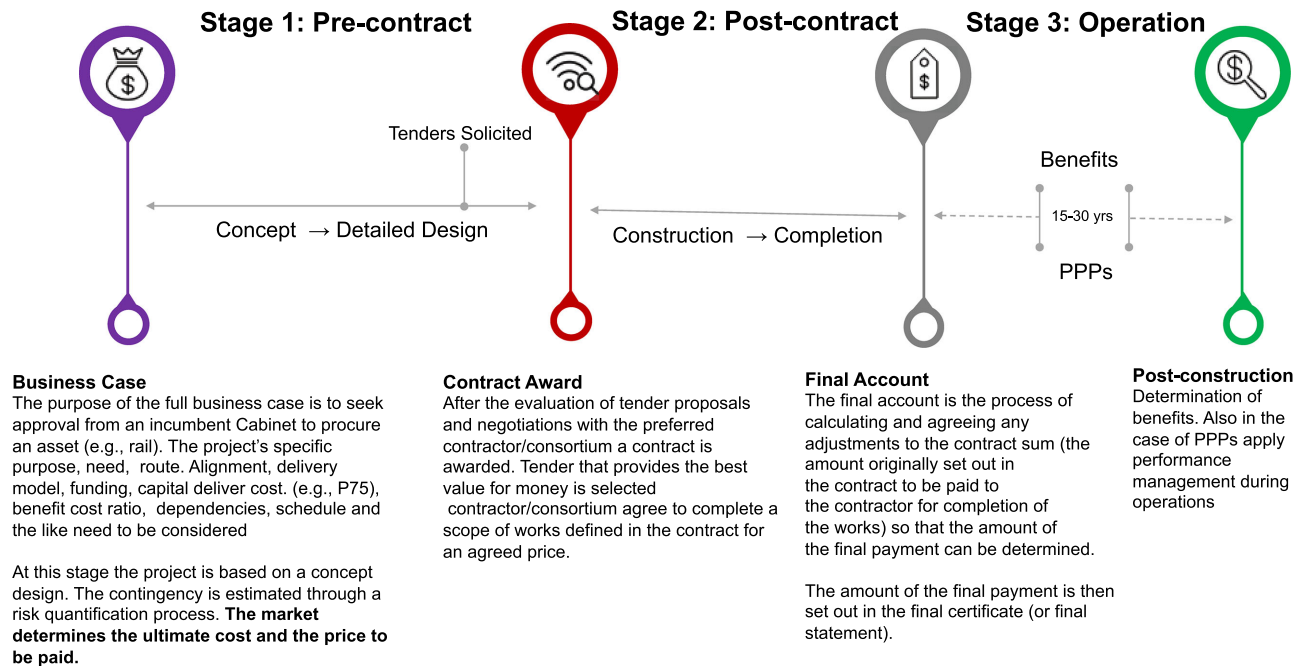 Stage 1: Pre-contract
Stage 2: Post-contract
Stage 3: Operation
$
$
$
Tenders Solicited
Concept → Detailed Design
Construction → Completion
Benefits
15-30 yrs
PPPs
Business Case
The purpose of the full business case is to seek
approval from an incumbent Cabinet to procure
an asset (e.g., rail). The project's specific
purpose, need, route. Alignment, delivery
model, funding, capital deliver cost. (e.g., P75),
benefit cost ratio, dependencies, schedule and
the like need to be considered
At this stage the project is based on a concept
design. The contingency is estimated through a
risk quantification process. The market
determines the ultimate cost and the price to
be paid.
Contract Award
After the evaluation of tender proposals
and negotiations with the preferred
contractor/consortium a contract is
awarded. Tender that provides the best
value for money is selected
contractor/consortium agree to complete a
scope of works defined in the contract for
an agreed price.
Final Account
The final account is the process of
calculating and agreeing any
adjustments to the contract sum (the
amount originally set out in
the contract to be paid to
the contractor for completion of
the works) so that the amount of
the final payment can be determined.
The amount of the final payment is then
set out in the final certificate (or final
statement).
Post-construction
Determination of
benefits. Also in the
case of PPPs apply
performance
management during
operations